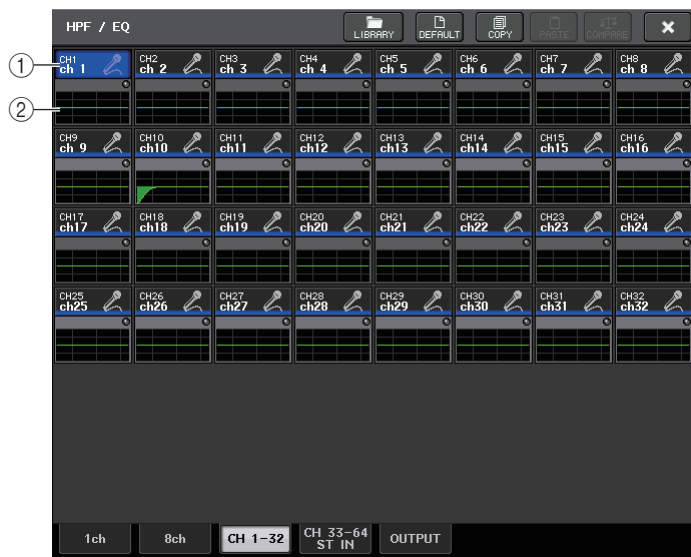 HPF / EQ
LIBRARY
DEFAULT
COPY
PASTE
COMPARE
1
CH1
ch 1
CH2
ch 2
CH3
ch 3
CH4
ch 4
CH5
ch 5
CH6
ch 6
CH7
ch 7
CH8
ch 8
2
CH9
ch 9
CH10
ch10
CH11
ch11
CH12
ch12
CH13
ch13
CH14
ch14
CH15
ch15
CH16
ch16
CH17
ch17
CH18
ch18
CH19
ch19
CH20
ch20
CH21
ch21
CH22
ch22
CH23
ch23
CH24
ch24
CH25
ch25
CH26
ch26
CH27
ch27
CH28
ch28
CH29
ch29
CH30
ch30
CH31
ch31
CH32
ch32
1ch
8ch
CH 1-32
CH 33-64
ST IN
OUTPUT